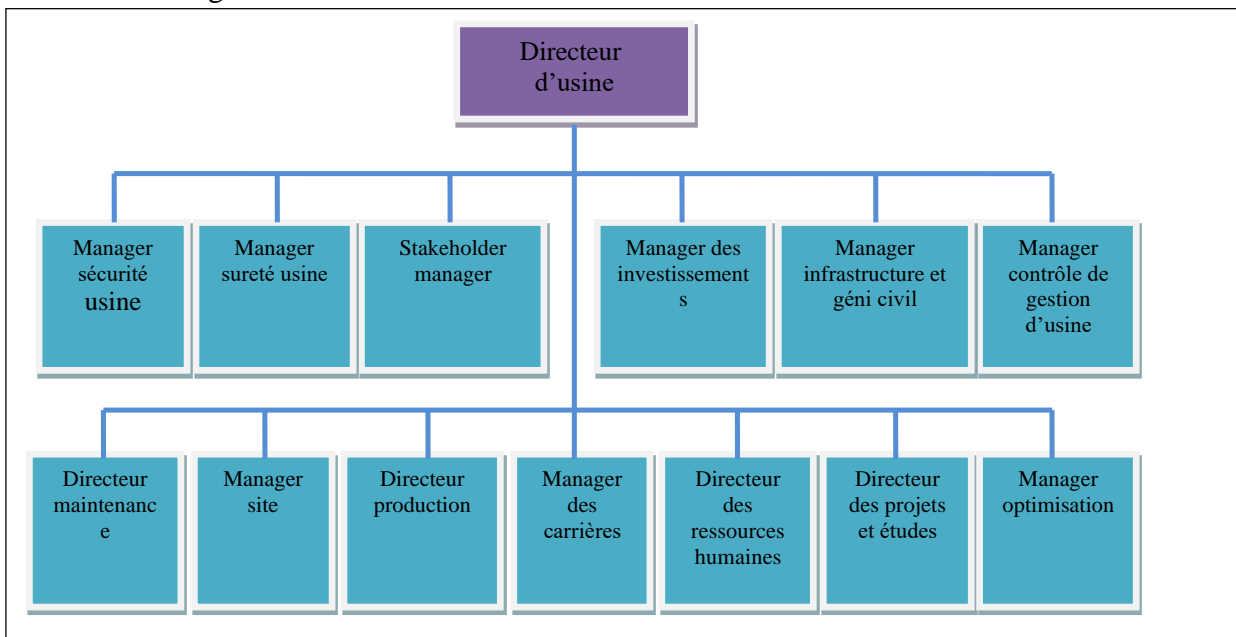 Directeur
d’usine
Manager
sécurité
usine
Manager
sureté usine
Stakeholder
manager
Manager des
investissement
s
Manager
infrastructure et
géni civil
Manager
contrôle de
gestion
d’usine
Directeur
maintenanc
e
Manager
site
Directeur
production
Manager
des
carrières
Directeur
des
ressources
humaines
Directeur
des projets
et études
Manager
optimisation